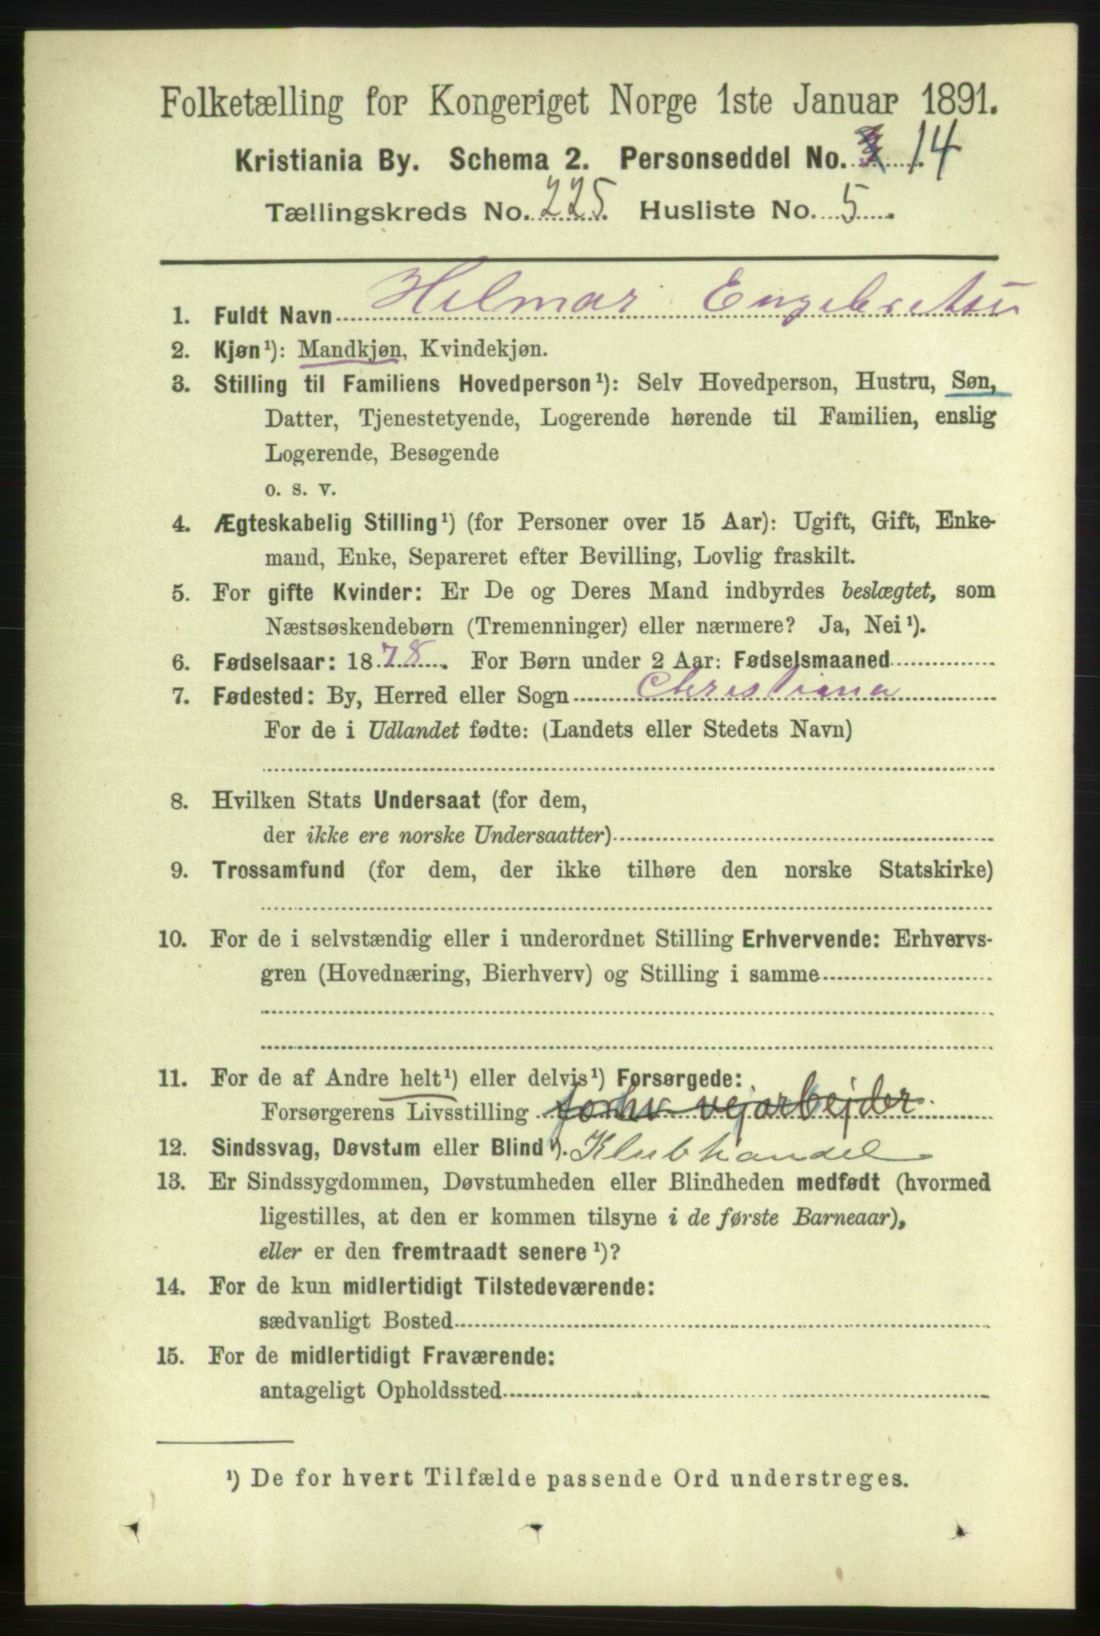 Folketælling for Kongeriget Norge 1ste Januar 1891.
Kristiania By. Schema 2. Personseddel No. 14
Tællingskreds No. 225. Husliste No. 5.
1. Fuldt Navn Hilmar Engebretsen
2. Kjøn¹): Mandkjøn, Kvindekjøn.
3. Stilling til Familiens Hovedperson¹): Selv Hovedperson, Hustru, Søn,
Datter, Tjenestetyende, Logerende hørende til Familien, enslig
Logerende, Besøgende
o. s. v.
4. Ægteskabelig Stilling¹) (for Personer over 15 Aar): Ugift, Gift, Enke-
mand, Enke, Separeret efter Bevilling, Lovlig fraskilt.
5. For gifte Kvinder: Er De og Deres Mand indbyrdes beslægtet, som
Næstsøskendebørn (Tremenninger) eller nærmere? Ja, Nei¹).
6. Fødselsaar: 1878. For Børn under 2 Aar: Fødselsmaaned
7. Fødested: By, Herred eller Sogn Christiana
For de i Udlandet fødte: (Landets eller Stedets Navn)
8. Hvilken Stats Undersaat (for dem,
der ikke ere norske Undersaatter)
9. Trossamfund (for dem, der ikke tilhøre den norske Statskirke)
10. For de i selvstændig eller i underordnet Stilling Erhvervende: Erhvervs-
gren (Hovednæring, Bierhverv) og Stilling i samme
11. For de af Andre helt¹) eller delvis¹) Forsørgede:
Forsørgerens Livsstilling forhv vejarbejder
12. Sindssvag, Døvstum eller Blind¹). Klubhandel
13. Er Sindssygdommen, Døvstumheden eller Blindheden medfødt (hvormed
ligestilles, at den er kommen tilsyne i de første Barneaar),
eller er den fremtraadt senere¹)?
14. For de kun midlertidigt Tilstedeværende:
sædvanligt Bosted
15. For de midlertidigt Fraværende:
antageligt Opholdssted
¹) De for hvert Tilfælde passende Ord understreges.